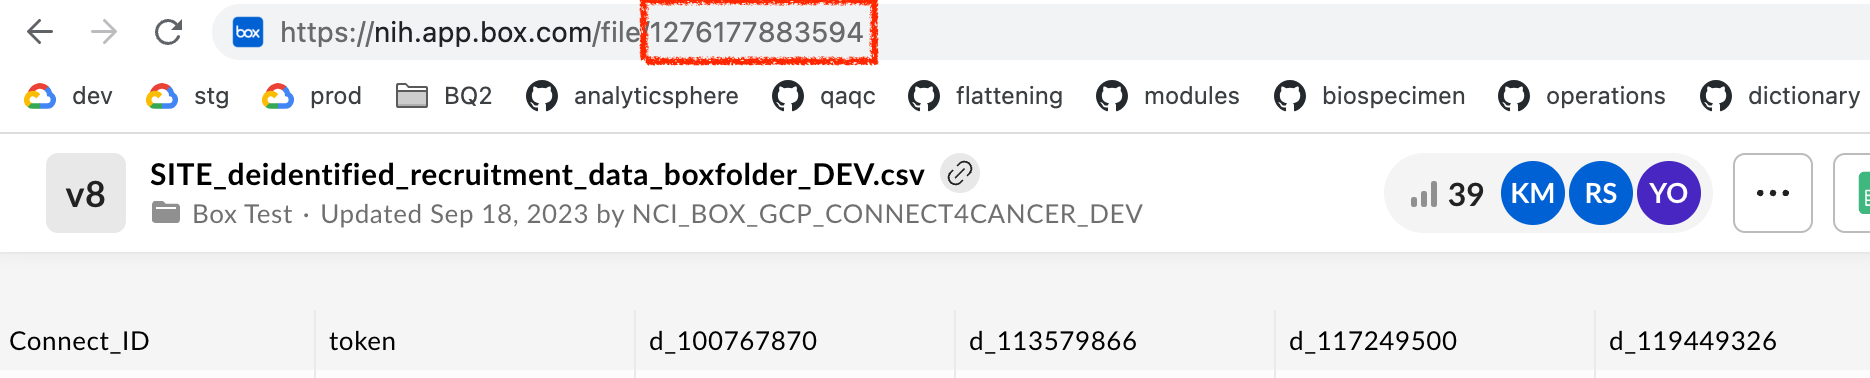 box https://nih.app.box.com/file/1276177883594
dev stg prod BQ2 analyticsphere qaqc flattening modules biospecimen operations dictionary
v8 SITE_deidentified_recruitment_data_boxfolder_DEV.csv 39 KM RS YO ...
Box Test · Updated Sep 18, 2023 by NCI_BOX_GCP_CONNECT4CANCER_DEV
Connect_ID token d_100767870 d_113579866 d_117249500 d_119449326